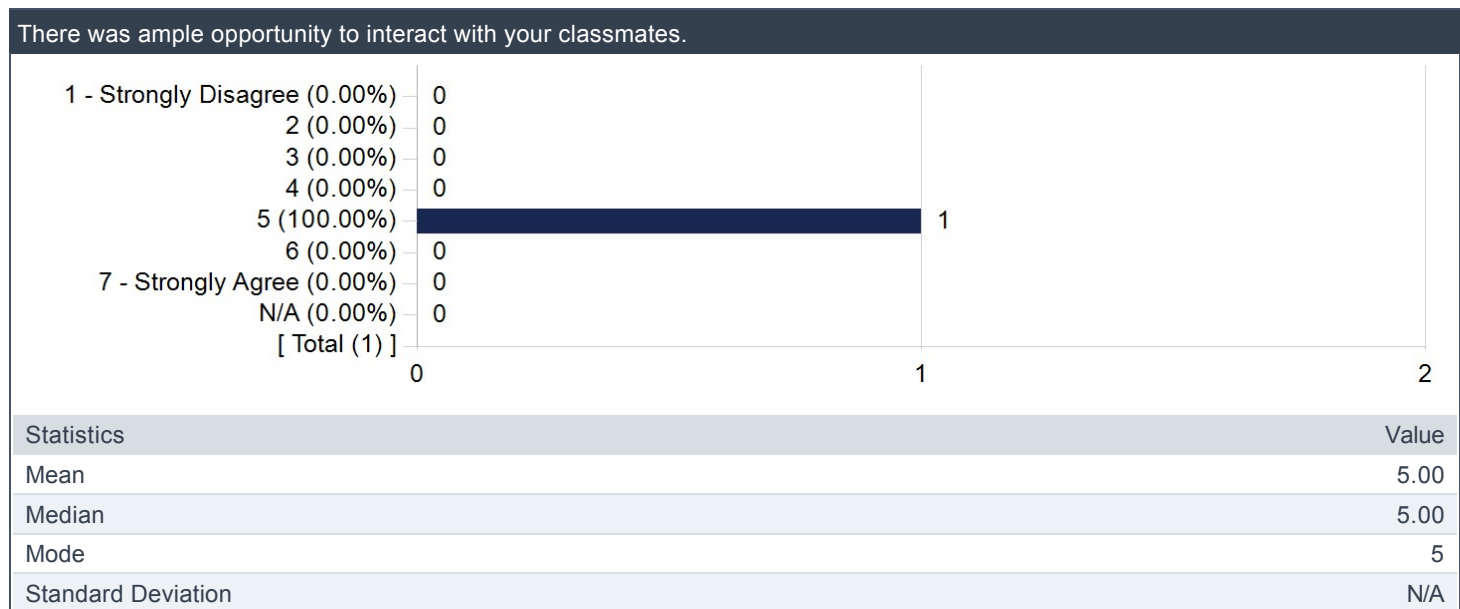 There was ample opportunity to interact with your classmates.
1 - Strongly Disagree (0.00%) 0
2 (0.00%) 0
3 (0.00%) 0
4 (0.00%) 0
5 (100.00%) 1
6 (0.00%) 0
7 - Strongly Agree (0.00%) 0
N/A (0.00%) 0
[ Total (1) ]
0 1 2
Statistics Value
Mean 5.00
Median 5.00
Mode 5
Standard Deviation N/A